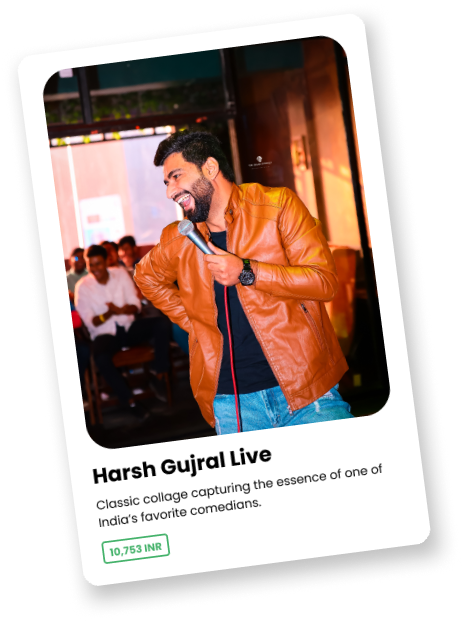 Harsh Gujral Live
Classic collage capturing the essence of one of
India's favorite comedians.
10,753 INR